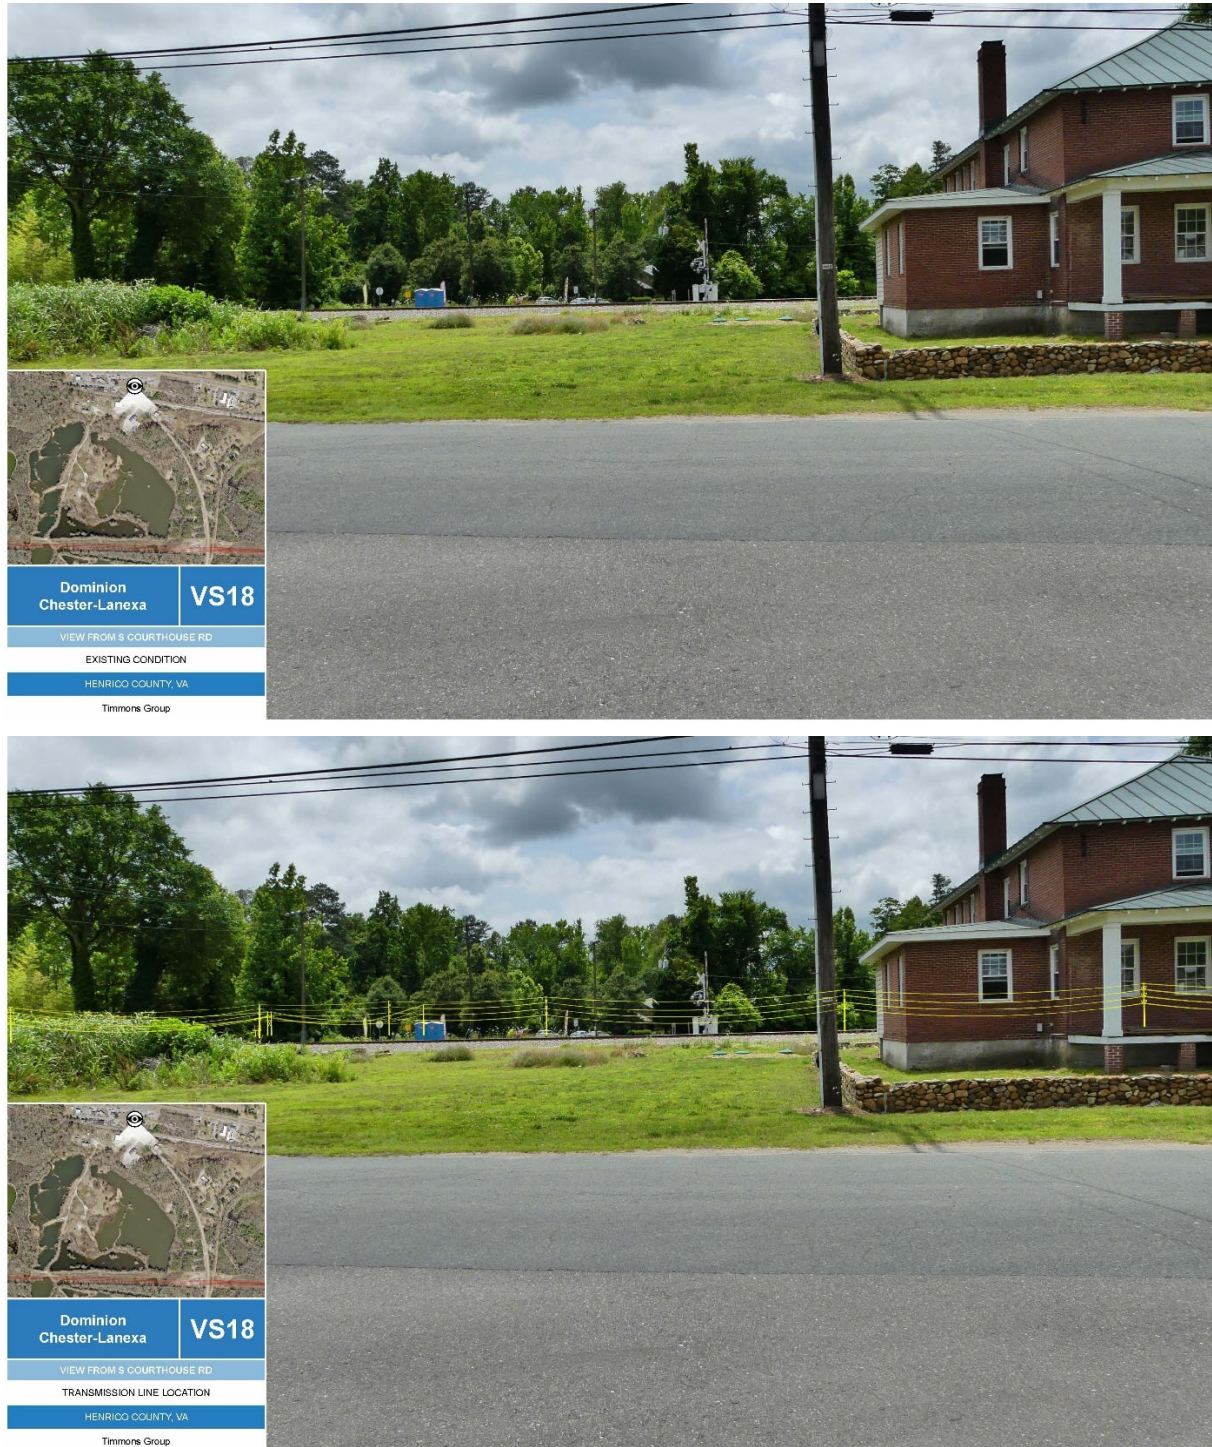 Dominion
Chester-Lanexa
VS18
VIEW FROM S COURTHOUSE RD
EXISTING CONDITION
HENRICO COUNTY, VA
Timmons Group
Dominion
Chester-Lanexa
VS18
VIEW FROM S COURTHOUSE RD
TRANSMISSION LINE LOCATION
HENRICO COUNTY, VA
Timmons Group